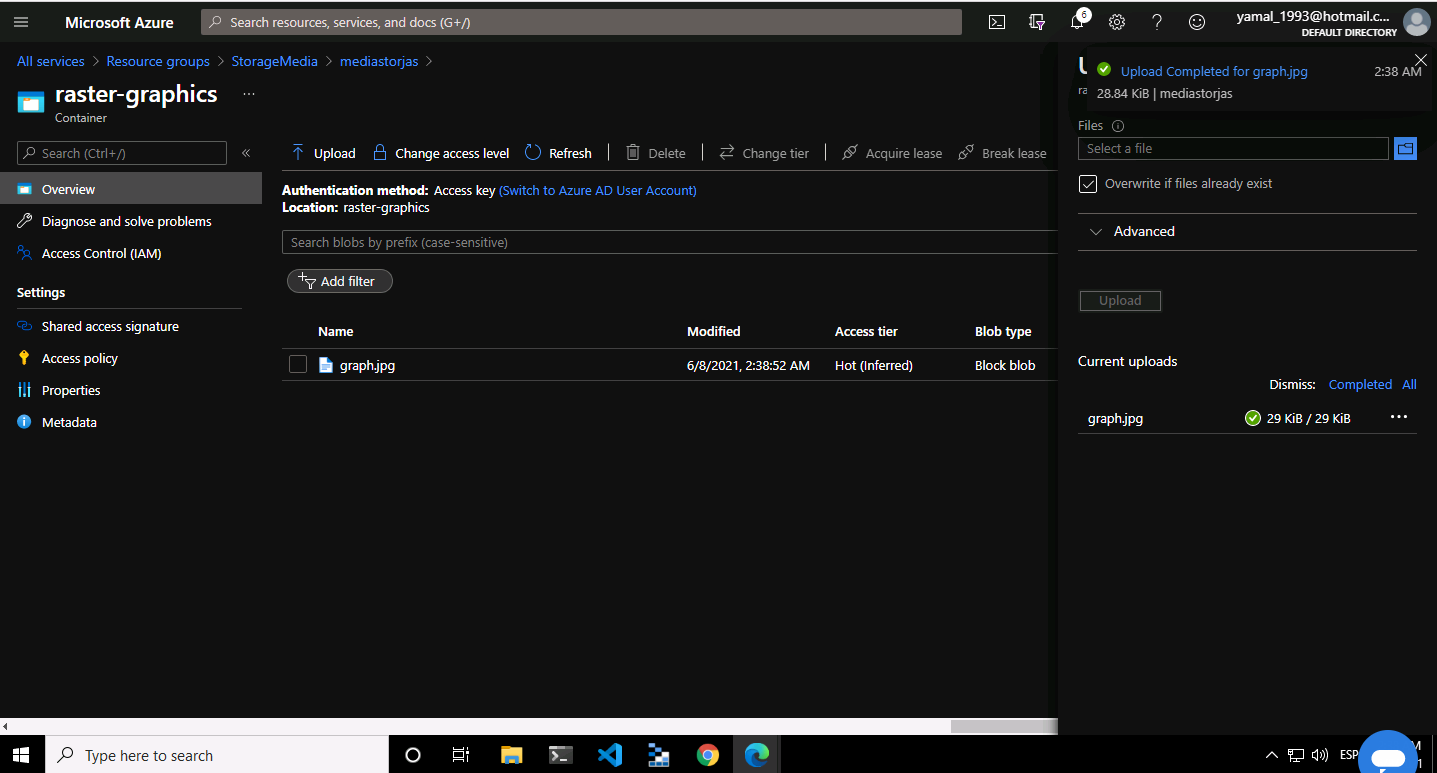 Microsoft Azure
Search resources, services, and docs (G+/)
6
yamal_1993@hotmail.c...
DEFAULT DIRECTORY
All services > Resource groups > StorageMedia > mediastorjas >
raster-graphics ...
Container
Search (Ctrl+/) «
Overview
Diagnose and solve problems
Access Control (IAM)
Settings
Shared access signature
Access policy
Properties
Metadata
Upload Change access level Refresh Delete Change tier Acquire lease Break lease
Authentication method: Access key (Switch to Azure AD User Account)
Location: raster-graphics
Search blobs by prefix (case-sensitive)
Add filter
Name Modified Access tier Blob type
graph.jpg 6/8/2021, 2:38:52 AM Hot (Inferred) Block blob
Upload Completed for graph.jpg 2:38 AM
28.84 KiB | mediastorjas
Files
Select a file
Overwrite if files already exist
Advanced
Upload
Current uploads
Dismiss: Completed All
graph.jpg 29 KiB / 29 KiB ...
Type here to search
ESP